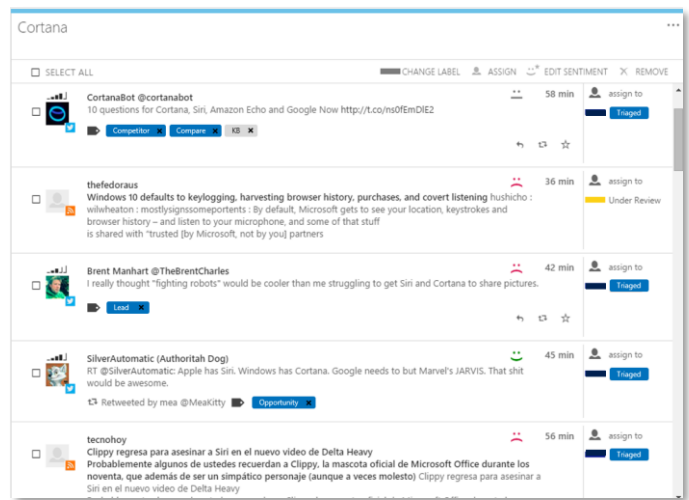 Cortana
...
SELECT ALL
CHANGE LABEL ASSIGN EDIT SENTIMENT REMOVE
CortanaBot @cortanabot 58 min assign to
10 questions for Cortana, Siri, Amazon Echo and Google Now http://t.co/ns0fEmDlE2
Triaged
Competitor x Compare x KB x
thefedoraus 36 min assign to
Windows 10 defaults to keylogging, harvesting browser history, purchases, and covert listening hushicho :
Under Review
wilwheaton : mostlysignssomeportents : By default, Microsoft gets to see your location, keystrokes and
browser history – and listen to your microphone, and some of that stuff
is shared with "trusted [by Microsoft, not by you] partners
Brent Manhart @TheBrentCharles 42 min assign to
I really thought "fighting robots" would be cooler than me struggling to get Siri and Cortana to share pictures.
Triaged
Lead x
SilverAutomatic (Authoritah Dog) 45 min assign to
RT @SilverAutomatic: Apple has Siri. Windows has Cortana. Google needs to but Marvel's JARVIS. That shit
would be awesome.
Triaged
Retweeted by mea @MeaKitty Opportunity x
tecnohoy 56 min assign to
Clippy regresa para asesinar a Siri en el nuevo video de Delta Heavy
Triaged
Probablemente algunos de ustedes recuerdan a Clippy, la mascota oficial de Microsoft Office durante los
noventa, que además de ser un simpático personaje (aunque a veces molesto) Clippy regresa para asesinar a
Siri en el nuevo video de Delta Heavy